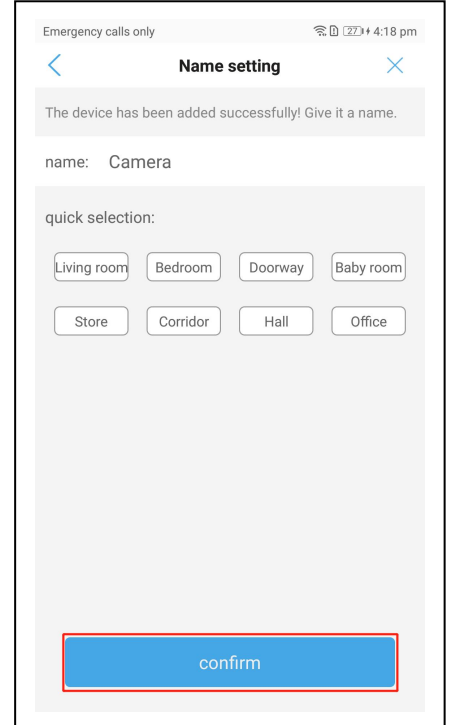 Emergency calls only 27 4:18 pm
Name setting
The device has been added successfully! Give it a name.
name: Camera
quick selection:
Living room Bedroom Doorway Baby room
Store Corridor Hall Office
confirm